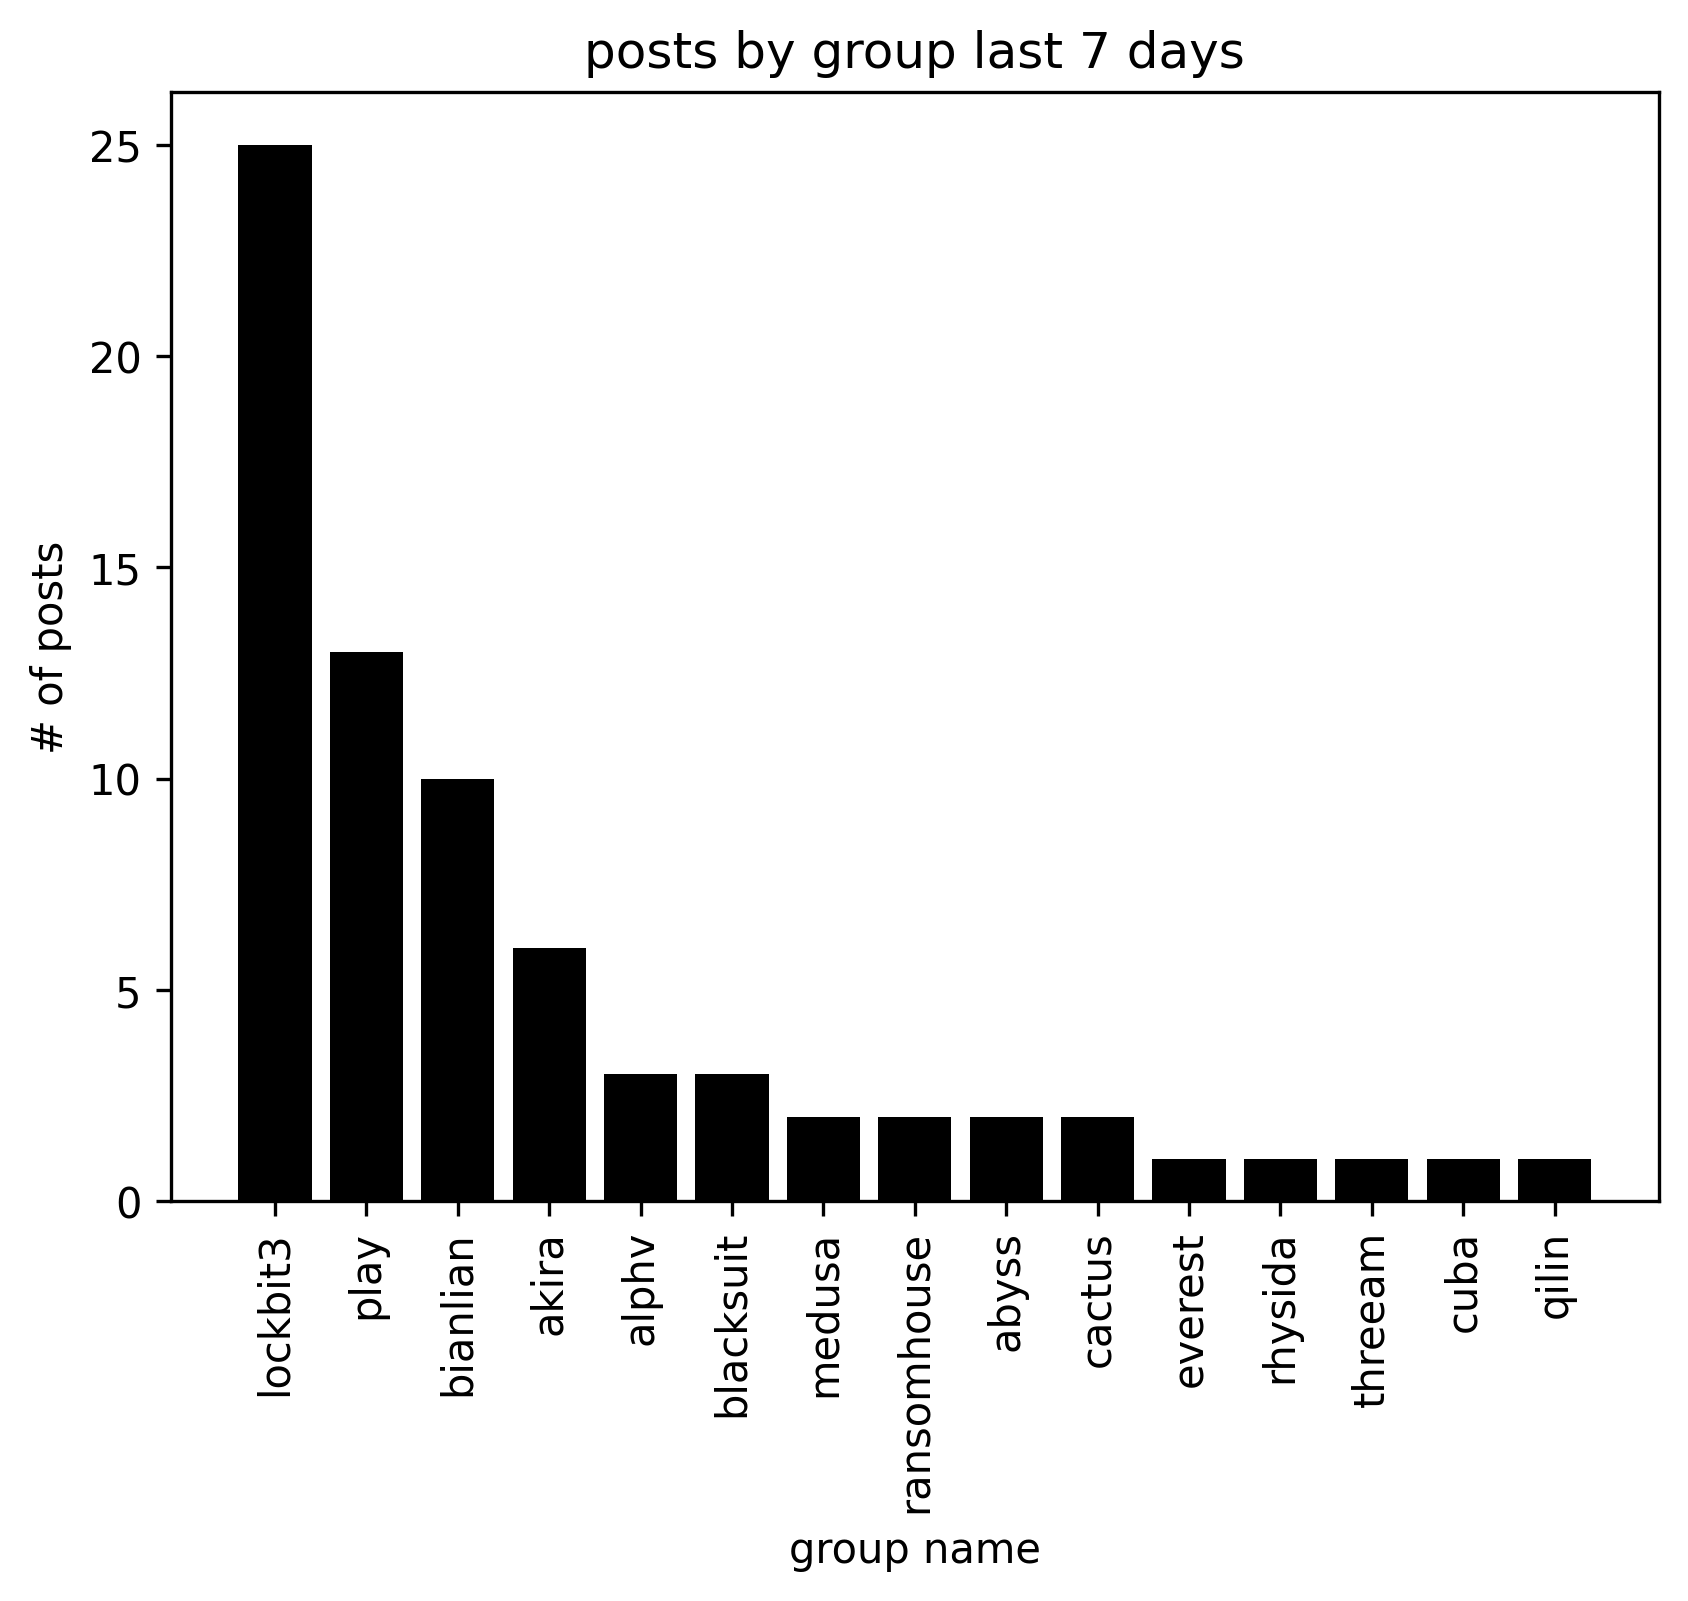 posts by group last 7 days
# of posts
25
20
15
10
5
0
lockbit3
play
bianlian
akira
alphv
blacksuit
medusa
ransomhouse
abyss
cactus
everest
rhysida
threeam
cuba
qilin
group name